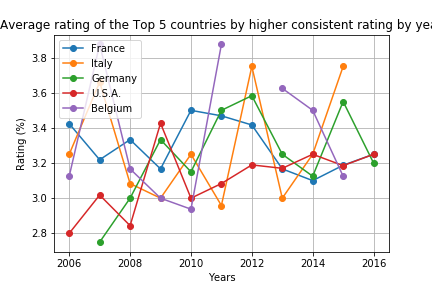 Average rating of the Top 5 countries by higher consistent rating by yea
France
Italy
Germany
U.S.A.
Belgium
3.8
3.6
3.4
3.2
3.0
2.8
Rating (%)
2006 2008 2010 2012 2014 2016
Years